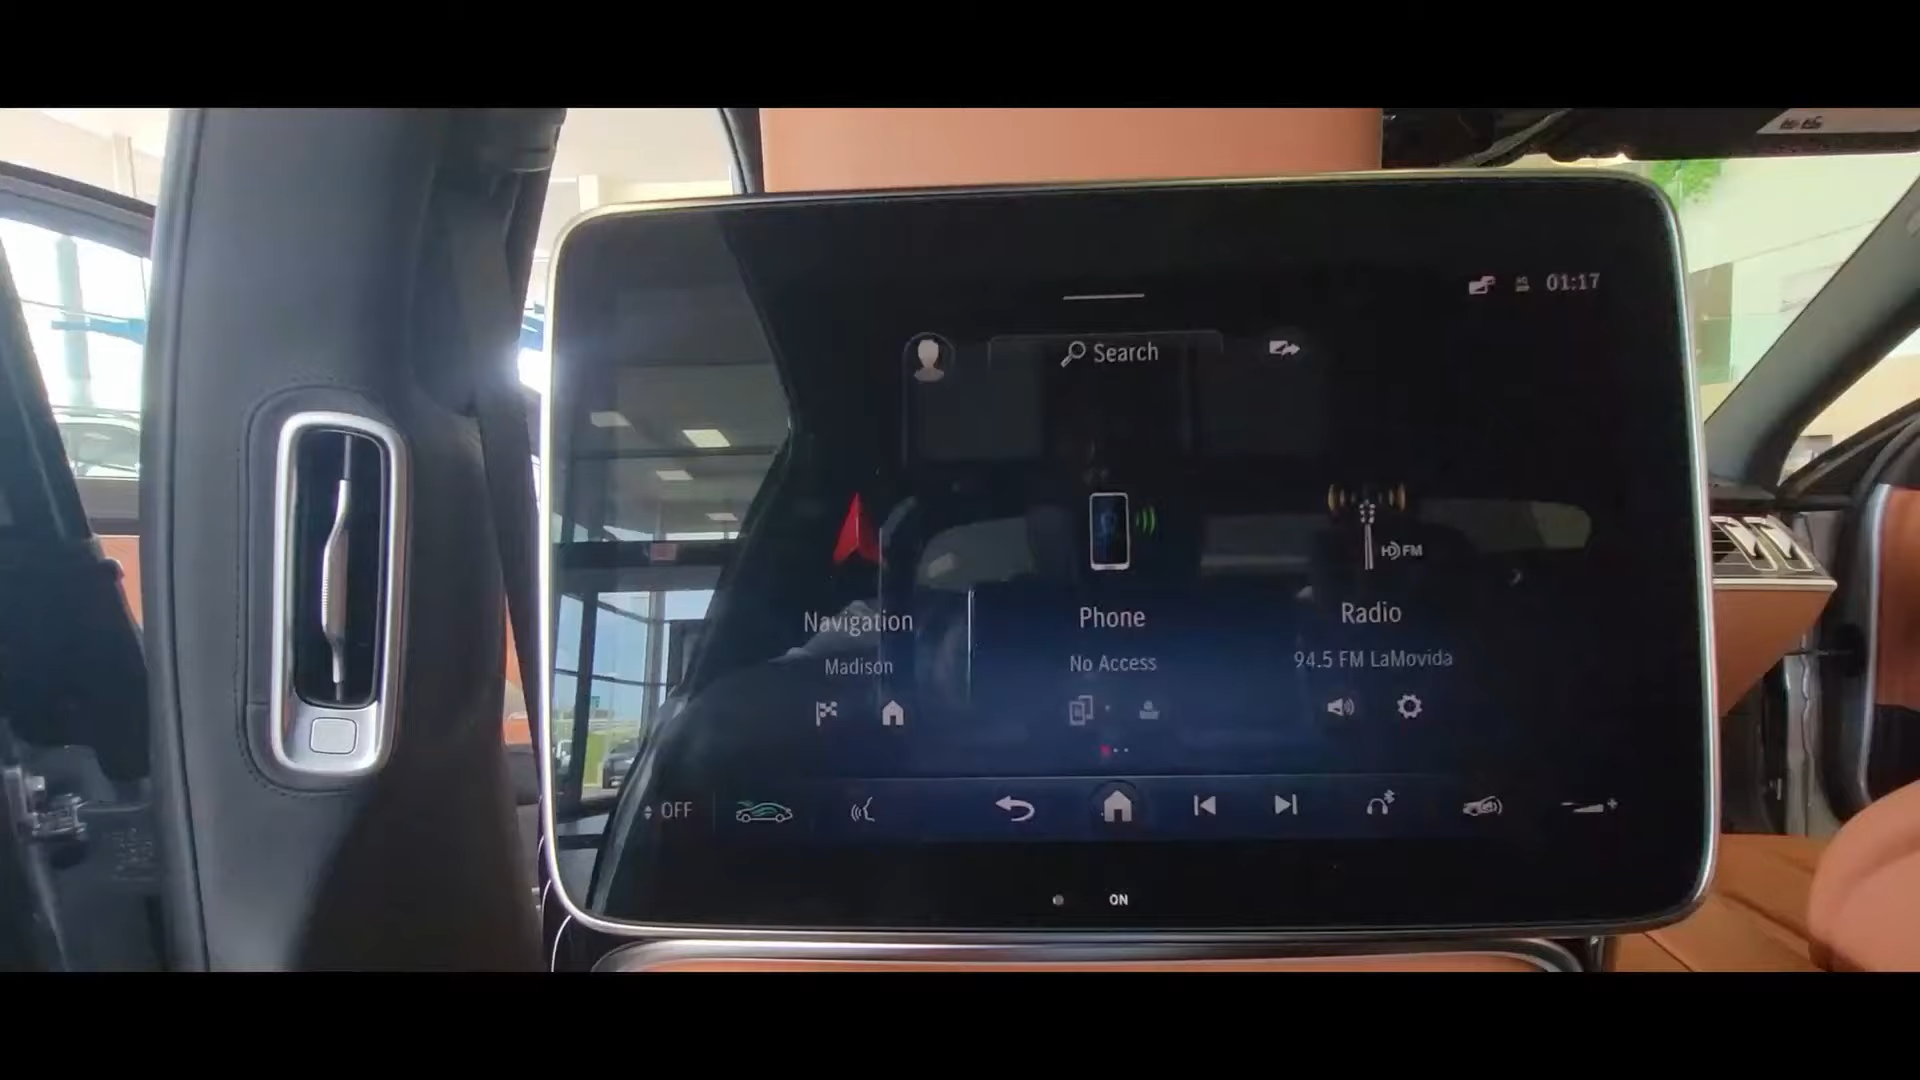 01:17
Search
HD FM
Navigation
Phone
Radio
Madison
No Access
94.5 FM LaMovida
OFF
ON